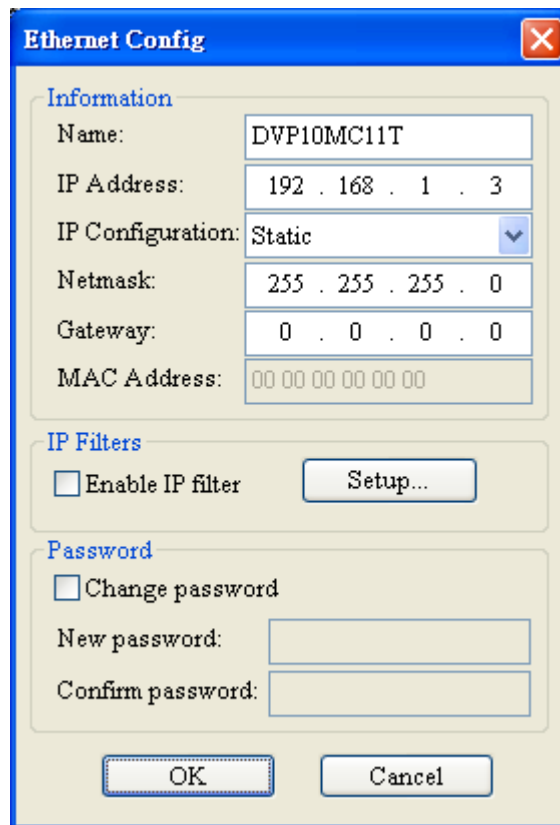 Ethernet Config
Information
Name: DVP10MC11T
IP Address: 192 . 168 . 1 . 3
IP Configuration: Static
Netmask: 255 . 255 . 255 . 0
Gateway: 0 . 0 . 0 . 0
MAC Address: 00 00 00 00 00 00
IP Filters
Enable IP filter Setup...
Password
Change password
New password:
Confirm password:
OK Cancel